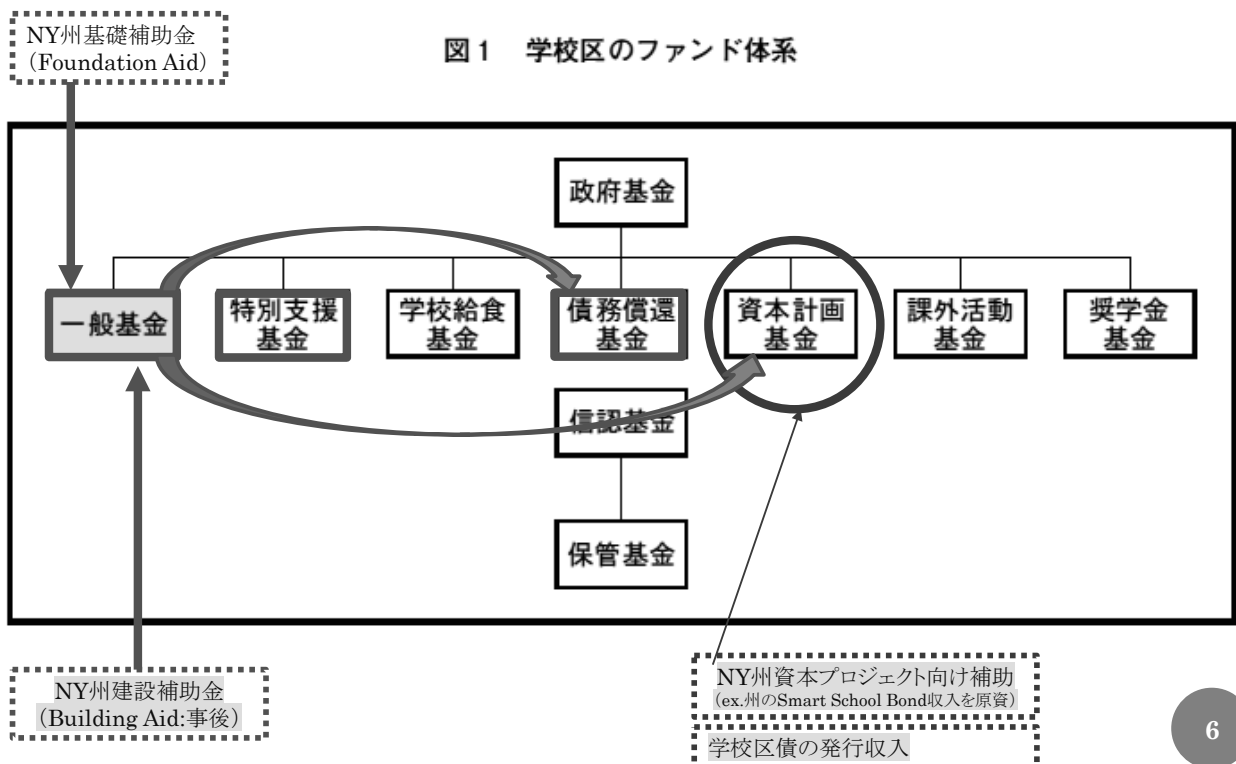 NY州基礎補助金
(Foundation Aid)
図1 学校区のファンド体系
政府基金
一般基金
特別支援
基金
学校給食
基金
債務償還
基金
資本計画
基金
課外活動
基金
奨学金
基金
信認基金
保管基金
NY州建設補助金
(Building Aid:事後)
NY州資本プロジェクト向け補助
(ex.州のSmart School Bond収入を原資)
学校区債の発行収入
6